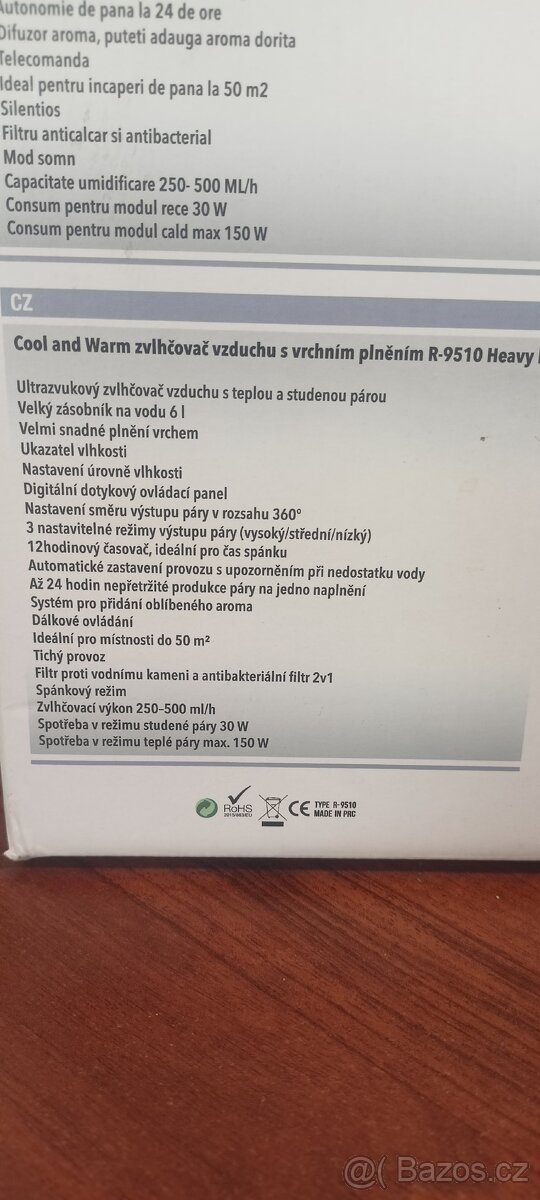 Autonomie de pana la 24 de ore
Difuzor aroma, puteti adauga aroma dorita
Telecomanda
Ideal pentru incaperi de pana la 50 m2
Silentios
Filtru anticalcar si antibacterial
Mod somn
Capacitate umidificare 250- 500 ML/h
Consum pentru modul rece 30 W
Consum pentru modul cald max 150 W
CZ
Cool and Warm zvlhčovač vzduchu s vrchním plněním R-9510 Heavy
Ultrazvukový zvlhčovač vzduchu s teplou a studenou párou
Velký zásobník na vodu 6 l
Velmi snadné plnění vrchem
Ukazatel vlhkosti
Nastavení úrovně vlhkosti
Digitální dotykový ovládací panel
Nastavení směru výstupu páry v rozsahu 360°
3 nastavitelné režimy výstupu páry (vysoký/střední/nízký)
12hodinový časovač, ideální pro čas spánku
Automatické zastavení provozu s upozorněním při nedostatku vody
Až 24 hodin nepřetržité produkce páry na jedno naplnění
Systém pro přidání oblíbeného aroma
Dálkové ovládání
Ideální pro místnosti do 50 m²
Tichý provoz
Filtr proti vodnímu kameni a antibakteriální filtr 2v1
Spánkový režim
Zvlhčovací výkon 250–500 ml/h
Spotřeba v režimu studené páry 30 W
Spotřeba v režimu teplé páry max. 150 W
RoHS
2015/863/EU
CE
TYPE R-9510
MADE IN PRC
@( Bazos.cz